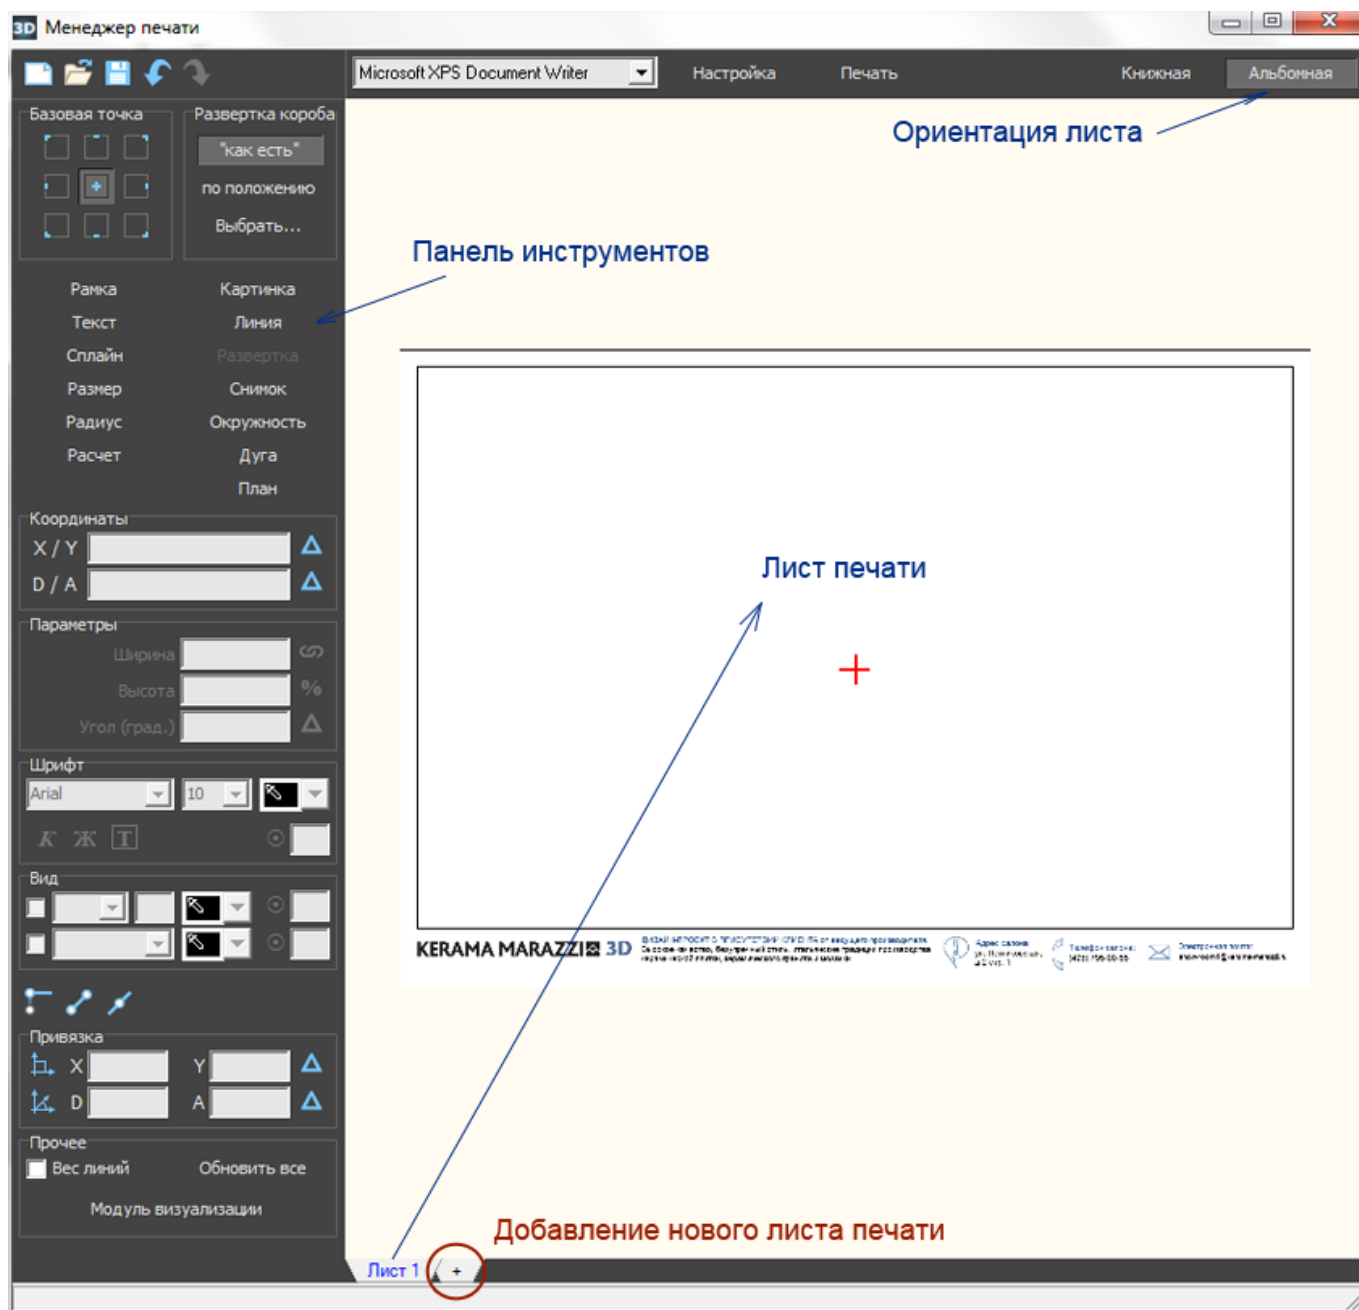 3D Менеджер печати
Microsoft XPS Document Writer Настройка Печать Книжная Альбомная
Базовая точка Развертка короба
"как есть"
по положению
Выбрать...
Ориентация листа
Панель инструментов
Рамка Картинка
Текст Линия
Сплайн Развертка
Размер Снимок
Радиус Окружность
Расчет Дуга
План
Координаты
X / Y
D / A
Лист печати
Параметры
Ширина
Высота %
Угол (град.)
Шрифт
Arial 10
К Ж T
Вид
KERAMA MARAZZI 3D
Адрес салона
Привязка
X Y
D A
Прочее
Вес линий Обновить все
Модуль визуализации
Добавление нового листа печати
Лист 1 +